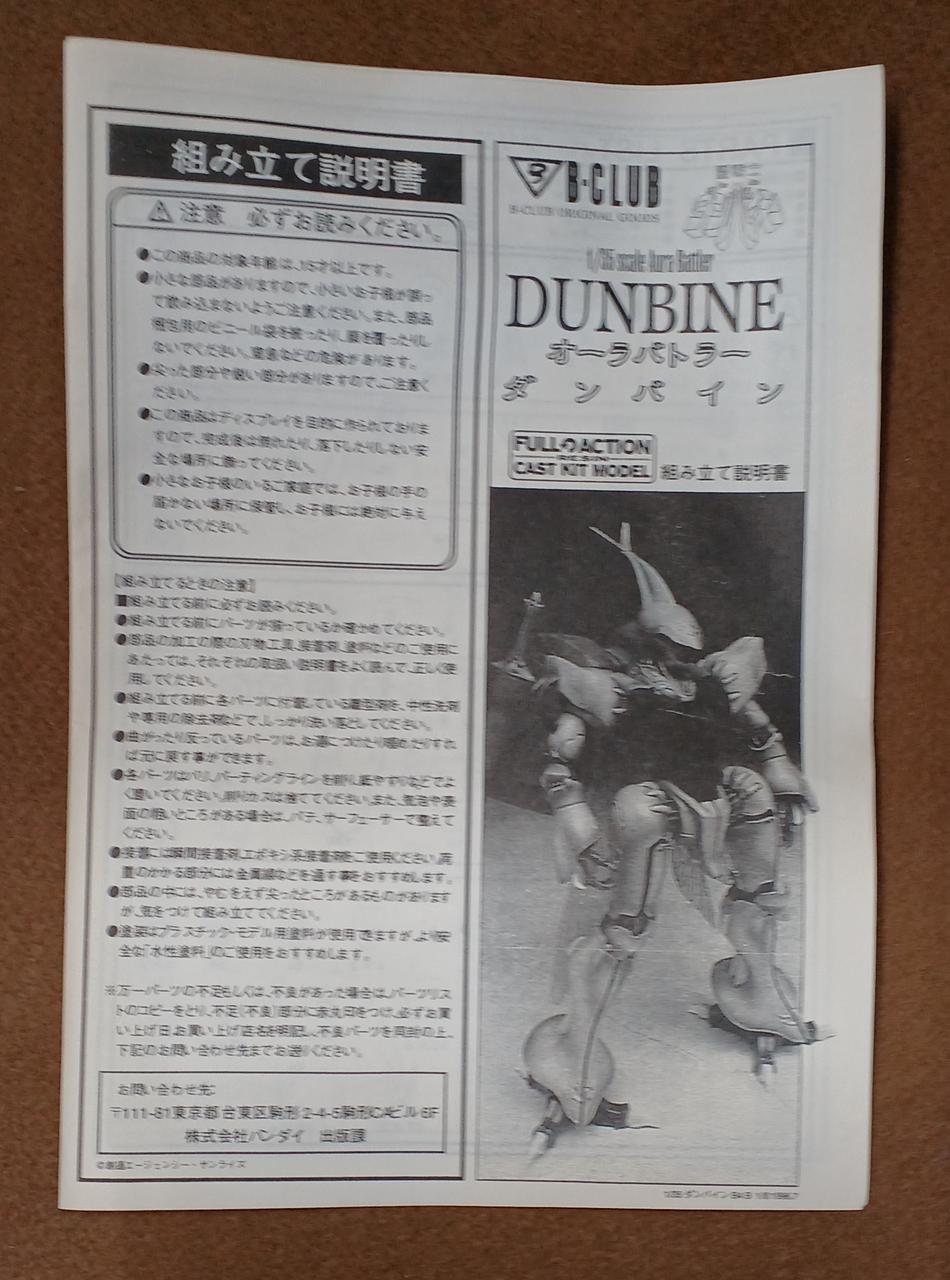 組み立て説明書
⚠注意 必ずお読みください。
●この商品の対象年齢は、15才以上です。
●小さな部品がありますので、小さいお子様が誤っ
て飲み込まないようご注意ください。また、部品
梱包用のビニール袋を被ったり、顔を覆ったりし
ないでください。窒息などの危険があります。
●尖った部分や鋭い部分がありますので、ご注意く
ださい。
●この商品はディスプレイを目的に作られておりま
すので、完成後は倒れたり、落下したりしない安
全な場所に飾ってください。
●小さなお子様のいるご家庭では、お子様の手の
届かない場所に保管し、お子様には絶対に与え
ないでください。
【組み立てるときの注意】
■組み立てる前に必ずお読みください。
●組み立てる前にパーツが揃っているか確かめてください。
●部品の加工の際の刃物、工具、接着剤、塗料などのご使用に
あたっては、それぞれの取扱い説明書をよく読んで、正しく使
用してください。
●組み立てる前に各パーツに付着している離型剤を、中性洗剤
や専用の除去剤などで、しっかり洗い落としてください。
●曲がったり反っているパーツは、お湯につけたり暖めたりすれ
ば元に戻す事ができます。
●各パーツはバリ、パーティングラインを削り、紙やすりなどでよ
く磨いてください。削りカスは捨ててください。また、気泡や表
面の粗いところがある場合は、パテ、サーフェーサーで整えて
ください。
●接着には瞬間接着剤、エポキシ系接着剤をご使用ください。荷
重のかかる部分には金属線などを通す事をおすすめします。
●部品の中には、やむをえず尖ったところがあるものがあります
が、気をつけて組み立ててください。
●塗装はプラスチック・モデル用塗料が使用できますが、より安
全な「水性塗料」のご使用をおすすめします。
※万一パーツの不足もしくは、不良があった場合は、パーツリス
トのコピーをとり、不足(不良)部分に赤丸印をつけ、必ずお買
い上げ日、お買い上げ店名を明記し、不良パーツを同封の上、
下記のお問い合わせ先までお送りください。
お問い合わせ先:
〒111-81東京都台東区駒形2-4-5駒形CAビル6F
株式会社バンダイ 出版課
©創通エージェンシー・サンライズ
B-CLUB
B-CLUB ORIGINAL GOODS
聖戦士
1/35 scale Aura Battler
DUNBINE
オーラバトラー
ダンバイン
FULL ACTION
RESIN
CAST KIT MODEL
組み立て説明書